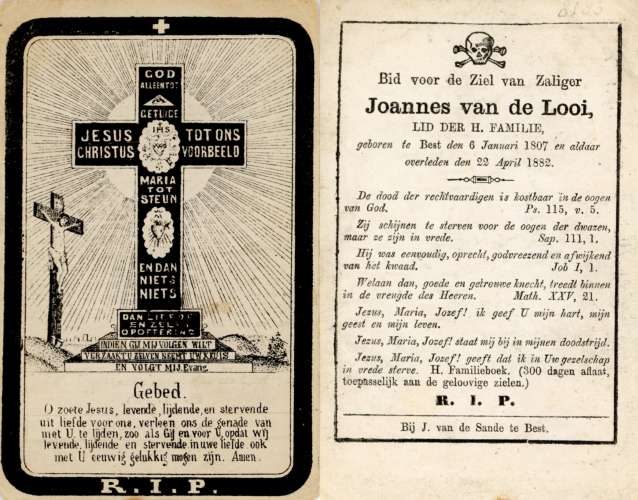 GOD
ALLEEN TOT
GETUIGE
IHS
JESUS TOT ONS
CHRISTUS VOORBEELD
MARIA
TOT
STEUN
EN DAN
NIETS
NIETS
DAN LIEFDE
EN ZELF
OPOFFERING
INDIEN GIJ MIJ VOLGEN WILT
VERZAAKT U ZELVEN NEEMT UW KRUIS
EN VOLGT MIJ. Evang.
Gebed.
O zoete Jesus, levende, lijdende, en stervende
uit liefde voor ons, verleen ons de genade van
met U te lijden, zoo als Gij en voor U, opdat wij
levende, lijdende en stervende in uwe liefde ook
met U eeuwig gelukkig mogen zijn. Amen.
R. I. P.
Bid voor de Ziel van Zaliger
Joannes van de Looi,
LID DER H. FAMILIE,
geboren te Best den 6 Januari 1807 en aldaar
overleden den 22 April 1882.
De dood der rechtvaardigen is kostbaar in de oogen
van God. Ps. 115, v. 5.
Zij schijnen te sterven voor de oogen der dwazen,
maar ze zijn in vrede. Sap. 111, 1.
Hij was eenvoudig, oprecht, godvreezend en afwijkend
van het kwaad. Job I, 1.
Welaan dan, goede en getrouwe knecht, treedt binnen
in de vreugde des Heeren. Math. XXV, 21.
Jezus, Maria, Jozef! ik geef U mijn hart, mijn
geest en mijn leven.
Jezus, Maria, Jozef! staat mij bij in mijnen doodstrijd.
Jezus, Maria, Jozef! geeft dat ik in Uw gezelschap
in vrede sterve. H. Familieboek. (300 dagen aflaat,
toepasselijk aan de geloovige zielen.)
R. I. P.
Bij J. van de Sande te Best.